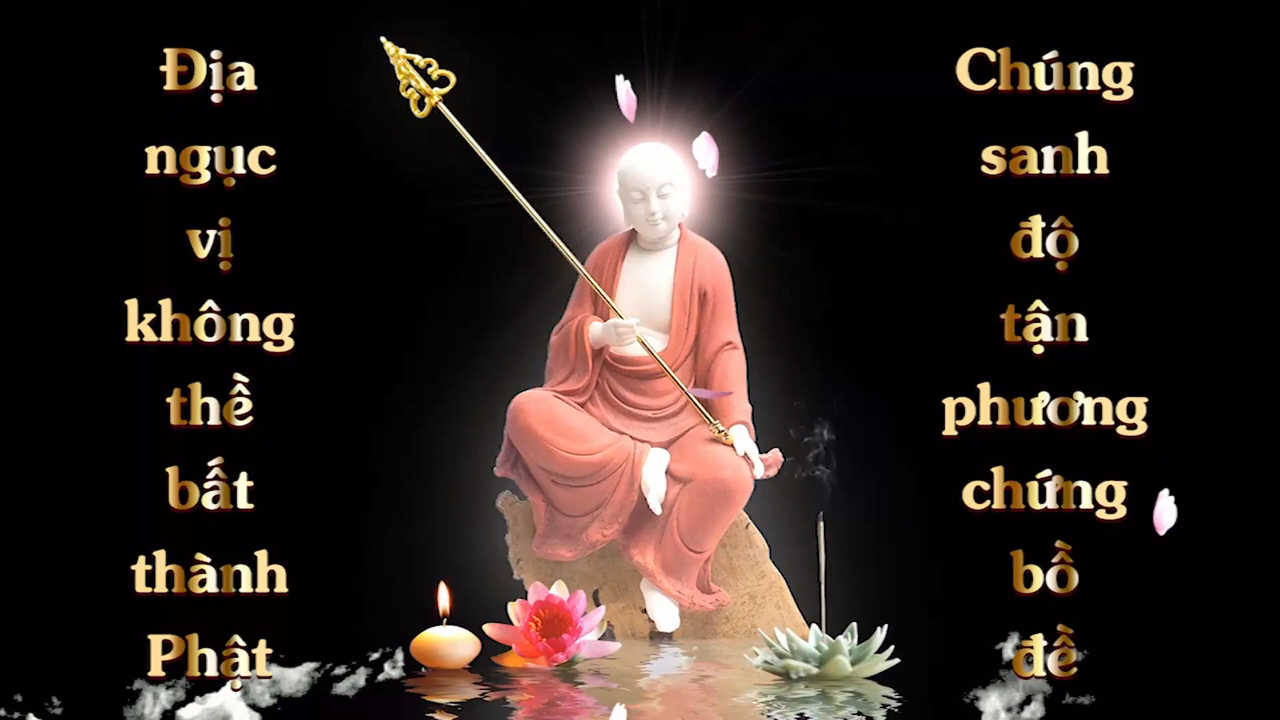 Địa
ngục
vị
không
thề
bất
thành
Phật
Chúng
sanh
độ
tận
phương
chứng
bồ
đề